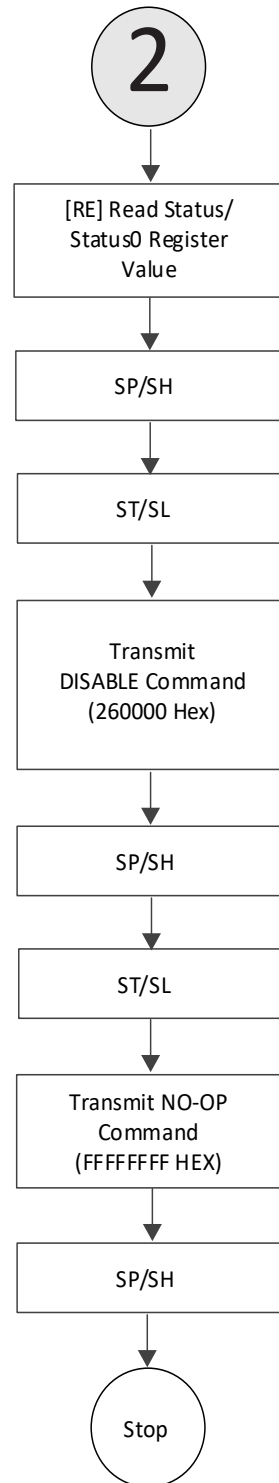 2
[RE] Read Status/
Status0 Register
Value
SP/SH
ST/SL
Transmit
DISABLE Command
(260000 Hex)
SP/SH
ST/SL
Transmit NO-OP
Command
(FFFFFFFF HEX)
SP/SH
Stop